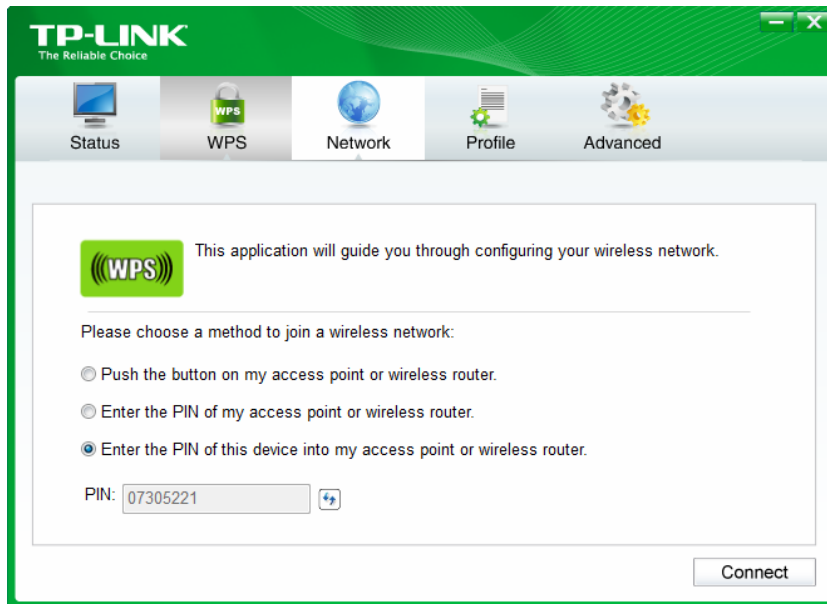 TP-LINK
The Reliable Choice
WPS
Status WPS Network Profile Advanced
(((WPS))) This application will guide you through configuring your wireless network.
Please choose a method to join a wireless network:
Push the button on my access point or wireless router.
Enter the PIN of my access point or wireless router.
Enter the PIN of this device into my access point or wireless router.
PIN: 07305221
Connect